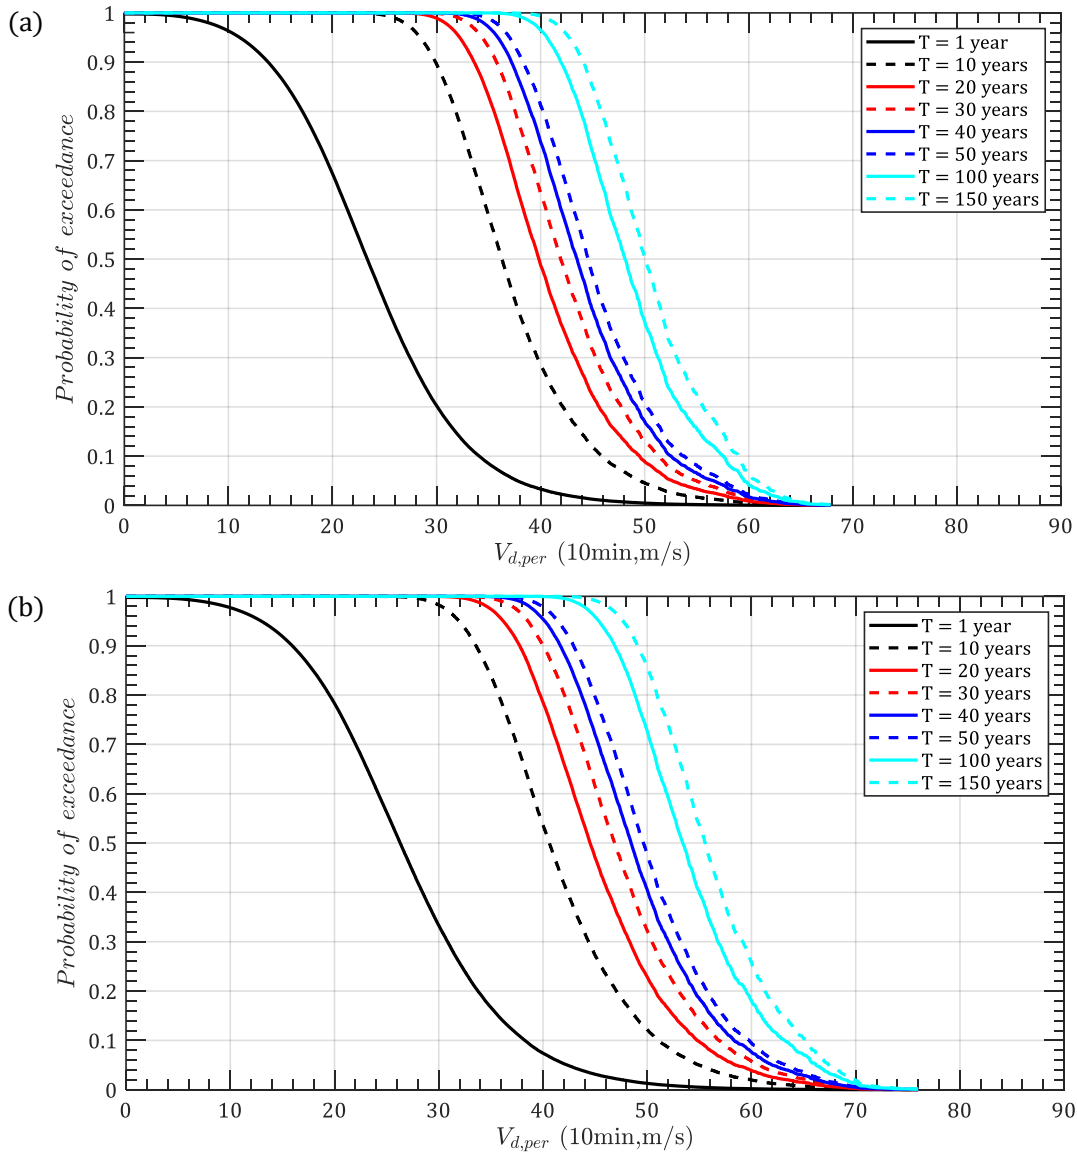 (a)
Probability of exceedance
1
0.9
0.8
0.7
0.6
0.5
0.4
0.3
0.2
0.1
0
0 10 20 30 40 50 60 70 80 90
V_{d,per} (10min,m/s)
T = 1 year
T = 10 years
T = 20 years
T = 30 years
T = 40 years
T = 50 years
T = 100 years
T = 150 years
(b)
Probability of exceedance
1
0.9
0.8
0.7
0.6
0.5
0.4
0.3
0.2
0.1
0
0 10 20 30 40 50 60 70 80 90
V_{d,per} (10min,m/s)
T = 1 year
T = 10 years
T = 20 years
T = 30 years
T = 40 years
T = 50 years
T = 100 years
T = 150 years